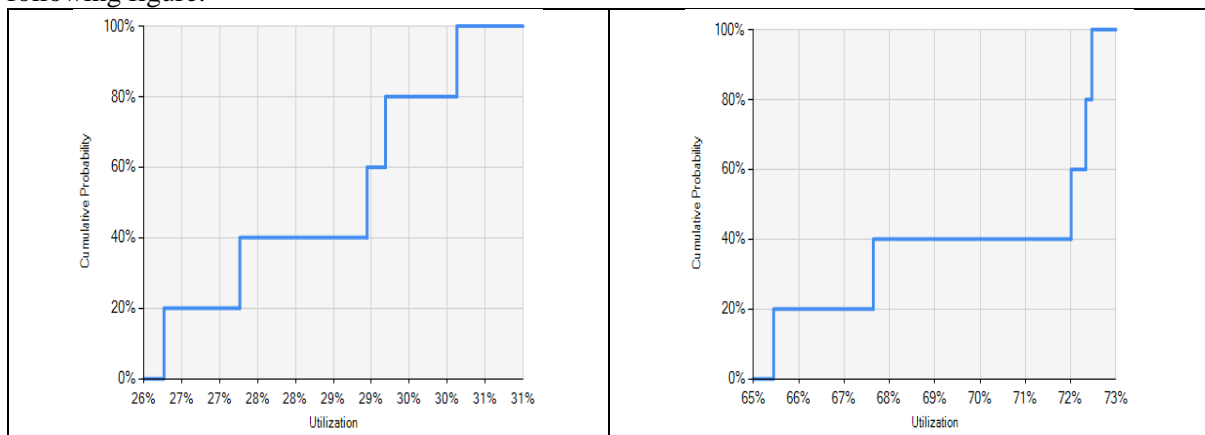 following figure.
100%
80%
60%
40%
20%
0%
Cumulative Probability
26% 27% 27% 28% 28% 29% 29% 30% 30% 31% 31%
Utilization
100%
80%
60%
40%
20%
0%
Cumulative Probability
65% 66% 67% 68% 69% 70% 71% 72% 73%
Utilization